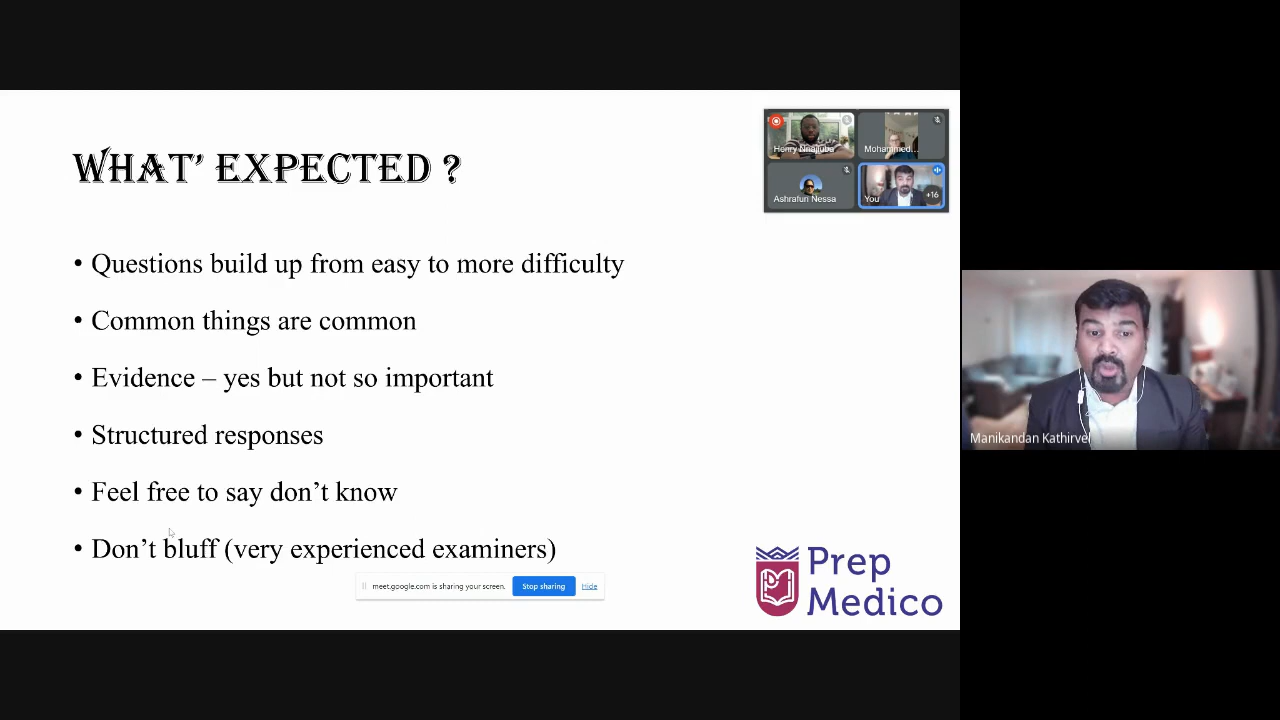 WHAT' EXPECTED ?
• Questions build up from easy to more difficulty
• Common things are common
• Evidence – yes but not so important
• Structured responses
• Feel free to say don't know
• Don't bluff (very experienced examiners)
meet.google.com is sharing your screen.
Stop sharing
Hide
Prep
Medico
Henry Nnajiuba
Mohammed...
Ashrafun Nessa
You
+16
Manikandan Kathirvel